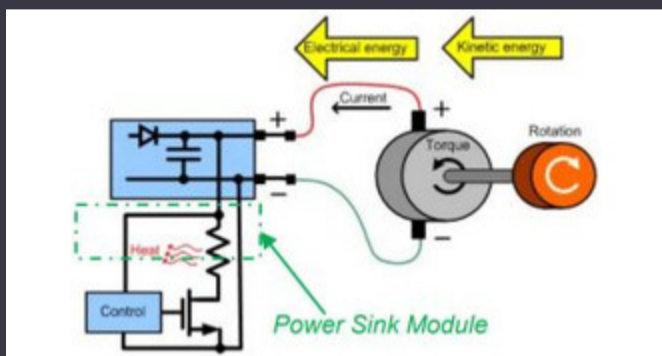 Electrical energy
Kinetic energy
Current
+
+
Torque
Rotation
−
−
Heat
Control
Power Sink Module